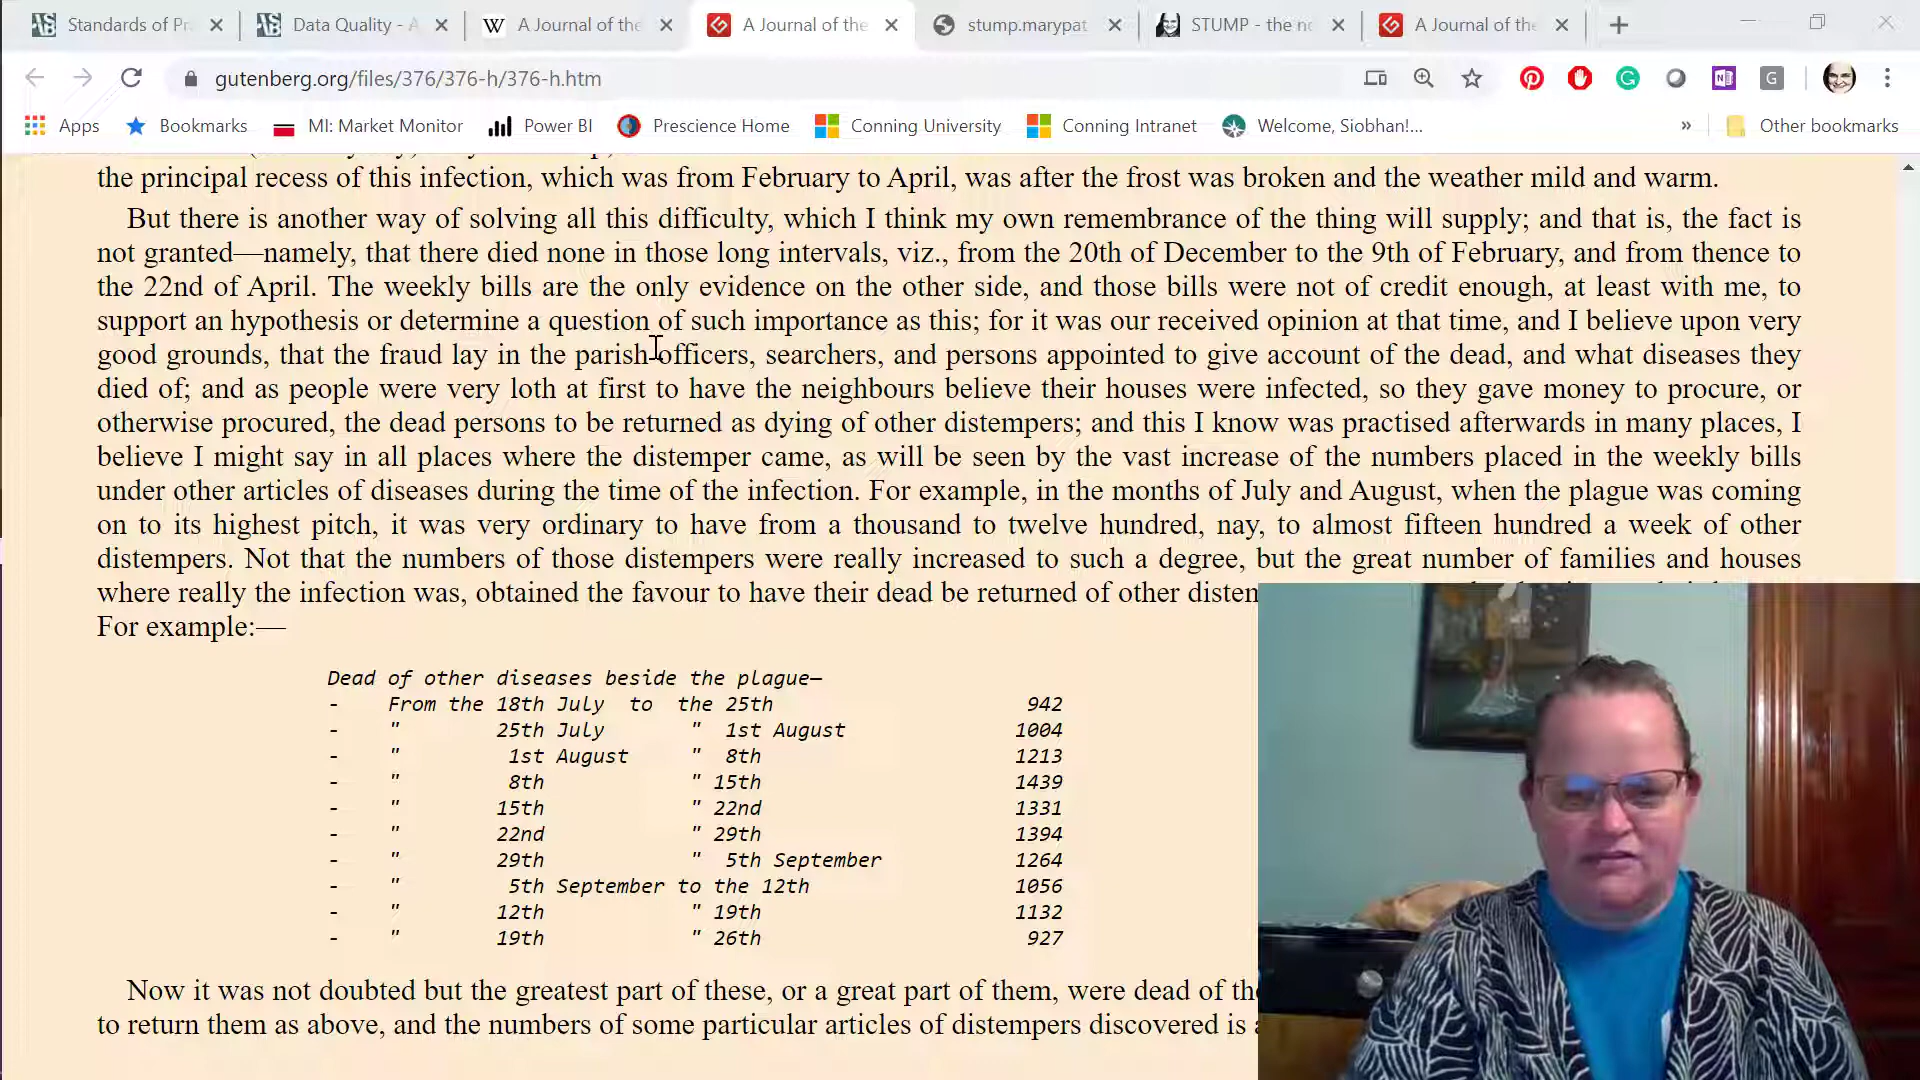 Standards of Pr
Data Quality - A
A Journal of the
A Journal of the
stump.marypat
STUMP - the no
A Journal of the
gutenberg.org/files/376/376-h/376-h.htm
Apps
Bookmarks
MI: Market Monitor
Power BI
Prescience Home
Conning University
Conning Intranet
Welcome, Siobhan!...
»
Other bookmarks
the principal recess of this infection, which was from February to April, was after the frost was broken and the weather mild and warm.
But there is another way of solving all this difficulty, which I think my own remembrance of the thing will supply; and that is, the fact is
not granted—namely, that there died none in those long intervals, viz., from the 20th of December to the 9th of February, and from thence to
the 22nd of April. The weekly bills are the only evidence on the other side, and those bills were not of credit enough, at least with me, to
support an hypothesis or determine a question of such importance as this; for it was our received opinion at that time, and I believe upon very
good grounds, that the fraud lay in the parish officers, searchers, and persons appointed to give account of the dead, and what diseases they
died of; and as people were very loth at first to have the neighbours believe their houses were infected, so they gave money to procure, or
otherwise procured, the dead persons to be returned as dying of other distempers; and this I know was practised afterwards in many places, I
believe I might say in all places where the distemper came, as will be seen by the vast increase of the numbers placed in the weekly bills
under other articles of diseases during the time of the infection. For example, in the months of July and August, when the plague was coming
on to its highest pitch, it was very ordinary to have from a thousand to twelve hundred, nay, to almost fifteen hundred a week of other
distempers. Not that the numbers of those distempers were really increased to such a degree, but the great number of families and houses
where really the infection was, obtained the favour to have their dead be returned of other disten
For example:—
Dead of other diseases beside the plague—
- From the 18th July to the 25th 942
- " 25th July " 1st August 1004
- " 1st August " 8th 1213
- " 8th " 15th 1439
- " 15th " 22nd 1331
- " 22nd " 29th 1394
- " 29th " 5th September 1264
- " 5th September to the 12th 1056
- " 12th " 19th 1132
- " 19th " 26th 927
Now it was not doubted but the greatest part of these, or a great part of them, were dead of the
to return them as above, and the numbers of some particular articles of distempers discovered is a